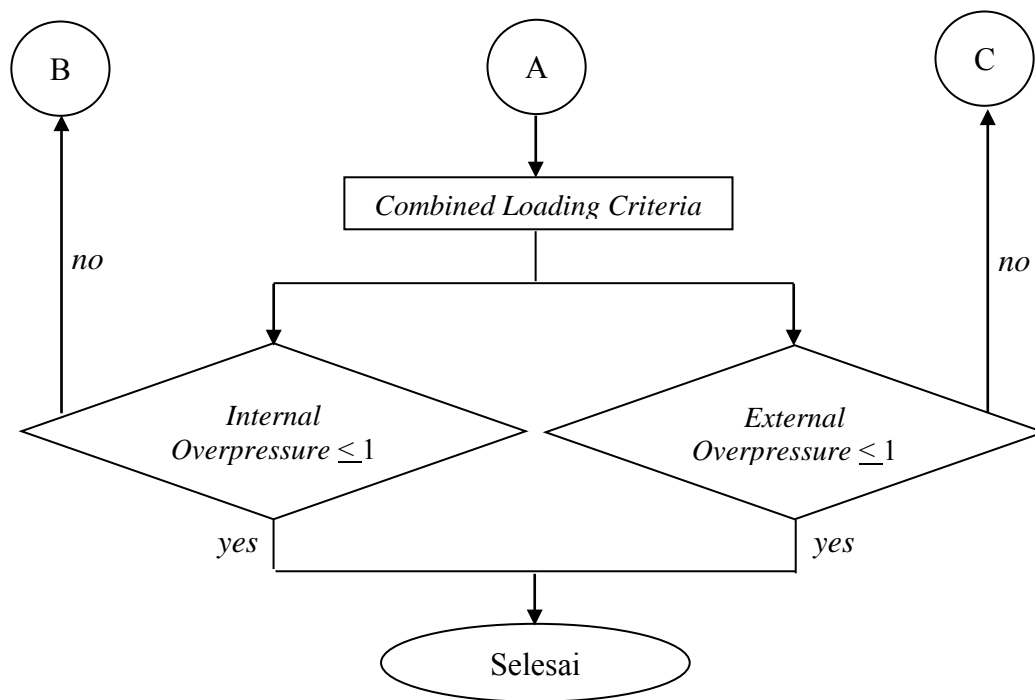 B
A
C
Combined Loading Criteria
no
no
Internal
Overpressure ≤ 1
External
Overpressure ≤ 1
yes
yes
Selesai